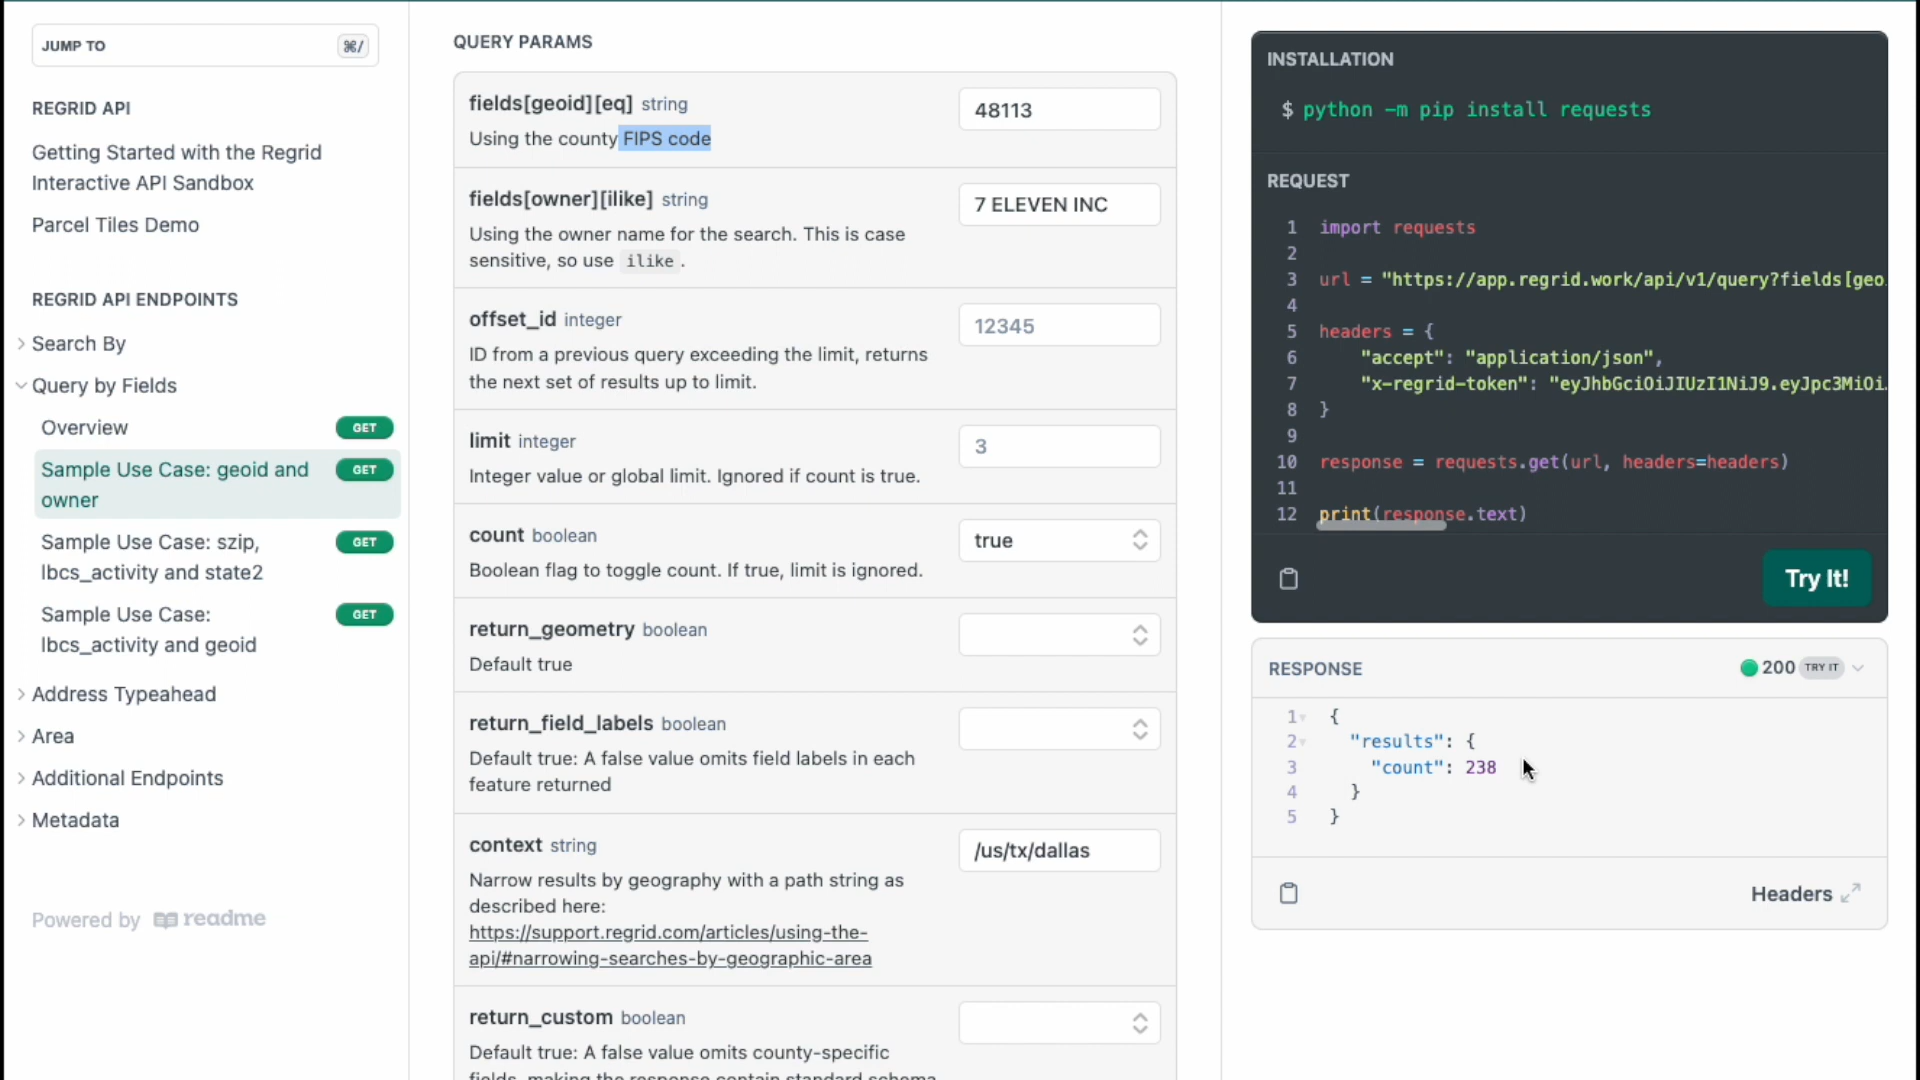 JUMP TO
⌘/
REGRID API
Getting Started with the Regrid
Interactive API Sandbox
Parcel Tiles Demo
REGRID API ENDPOINTS
Search By
Query by Fields
Overview GET
Sample Use Case: geoid and GET
owner
Sample Use Case: szip, GET
lbcs_activity and state2
Sample Use Case: GET
lbcs_activity and geoid
Address Typeahead
Area
Additional Endpoints
Metadata
Powered by readme
QUERY PARAMS
fields[geoid][eq] string
48113
Using the county FIPS code
fields[owner][ilike] string
7 ELEVEN INC
Using the owner name for the search. This is case
sensitive, so use ilike .
offset_id integer
12345
ID from a previous query exceeding the limit, returns
the next set of results up to limit.
limit integer
3
Integer value or global limit. Ignored if count is true.
count boolean
true
Boolean flag to toggle count. If true, limit is ignored.
return_geometry boolean
Default true
return_field_labels boolean
Default true: A false value omits field labels in each
feature returned
context string
/us/tx/dallas
Narrow results by geography with a path string as
described here:
https://support.regrid.com/articles/using-the-
api/#narrowing-searches-by-geographic-area
return_custom boolean
Default true: A false value omits county-specific
fields, making the response contain standard schema
INSTALLATION
$ python -m pip install requests
REQUEST
1 import requests
2
3 url = "https://app.regrid.work/api/v1/query?fields[geo
4
5 headers = {
6 "accept": "application/json",
7 "x-regrid-token": "eyJhbGciOiJIUzI1NiJ9.eyJpc3MiOi
8 }
9
10 response = requests.get(url, headers=headers)
11
12 print(response.text)
Try It!
RESPONSE
200 TRY IT
1 {
2 "results": {
3 "count": 238
4 }
5 }
Headers